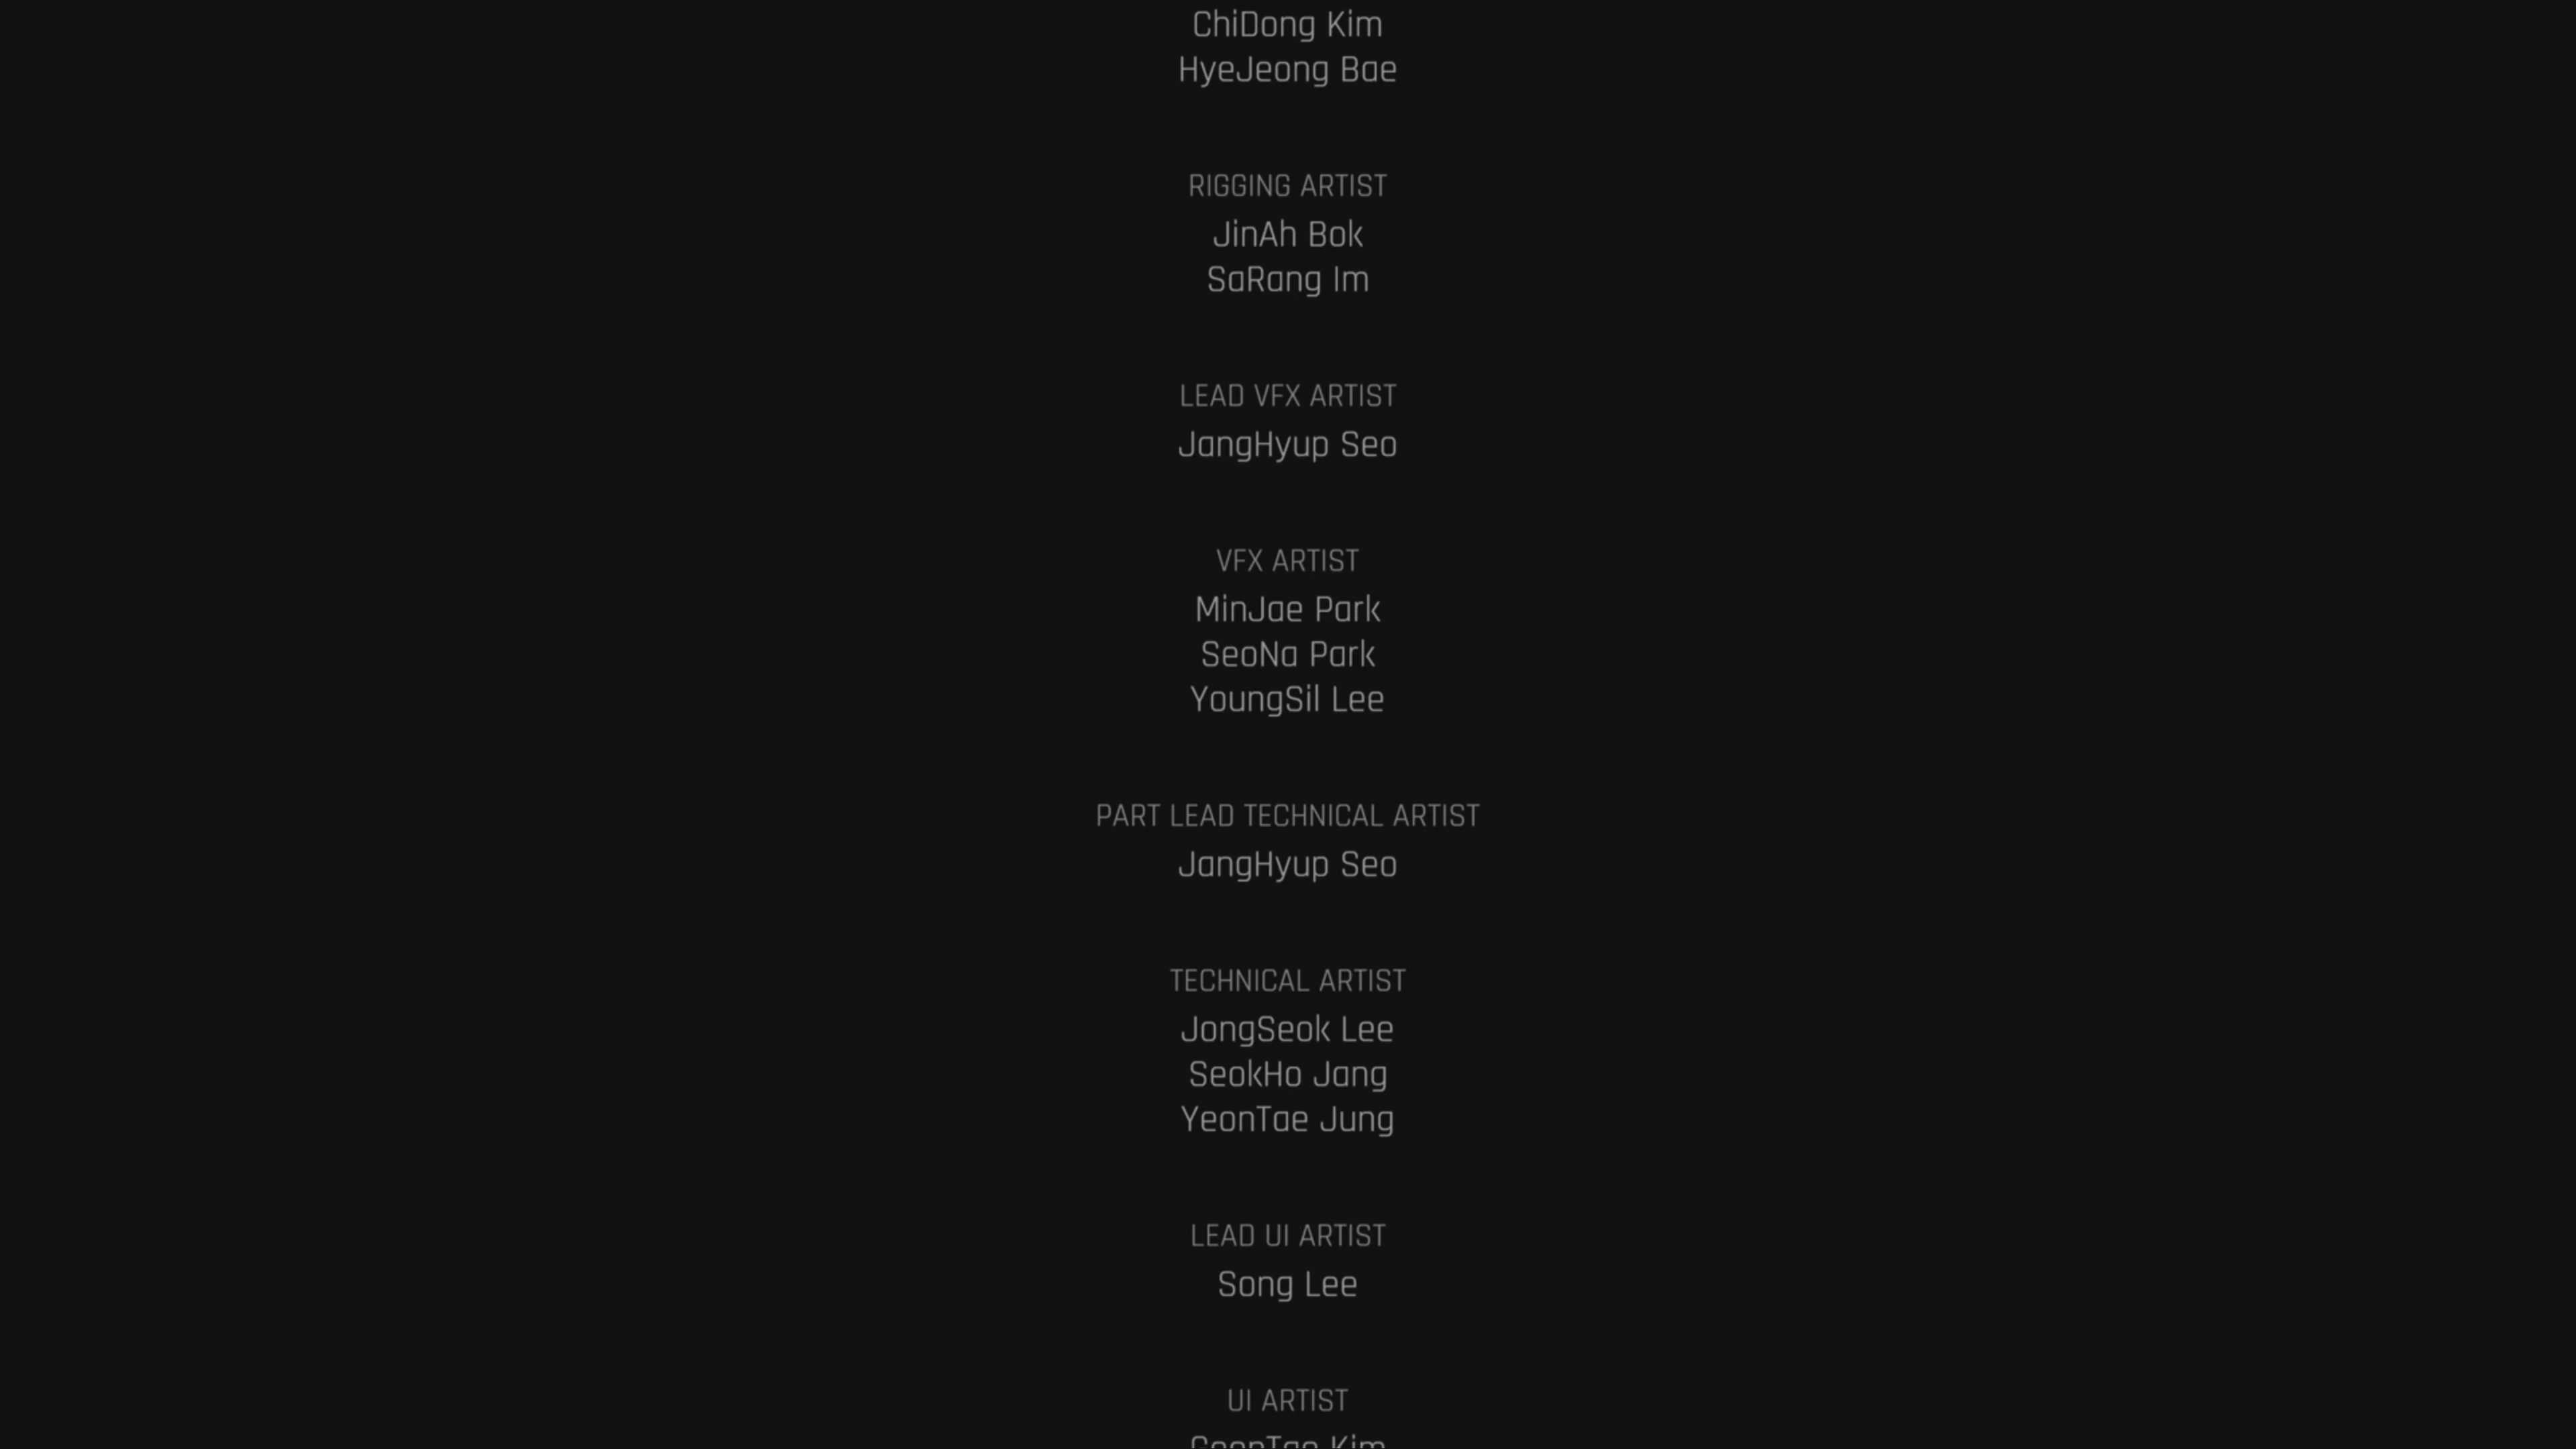 ChiDong Kim
HyeJeong Bae
RIGGING ARTIST
JinAh Bok
SaRang Im
LEAD VFX ARTIST
JangHyup Seo
VFX ARTIST
MinJae Park
SeoNa Park
YoungSil Lee
PART LEAD TECHNICAL ARTIST
JangHyup Seo
TECHNICAL ARTIST
JongSeok Lee
SeokHo Jang
YeonTae Jung
LEAD UI ARTIST
Song Lee
UI ARTIST
Kim